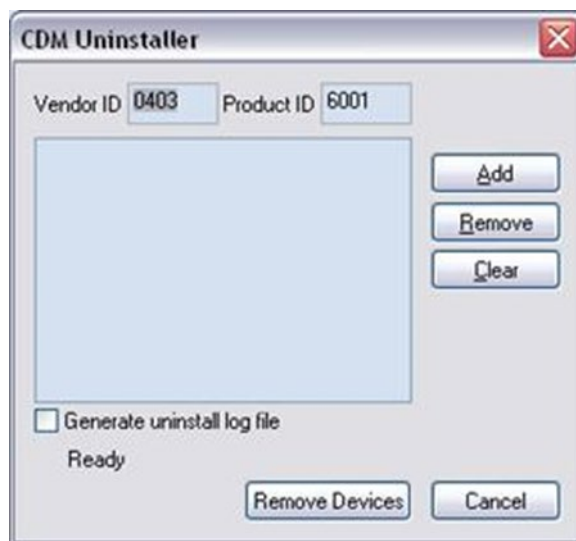 CDM Uninstaller
Vendor ID 0403 Product ID 6001
Add
Remove
Clear
Generate uninstall log file
Ready
Remove Devices Cancel